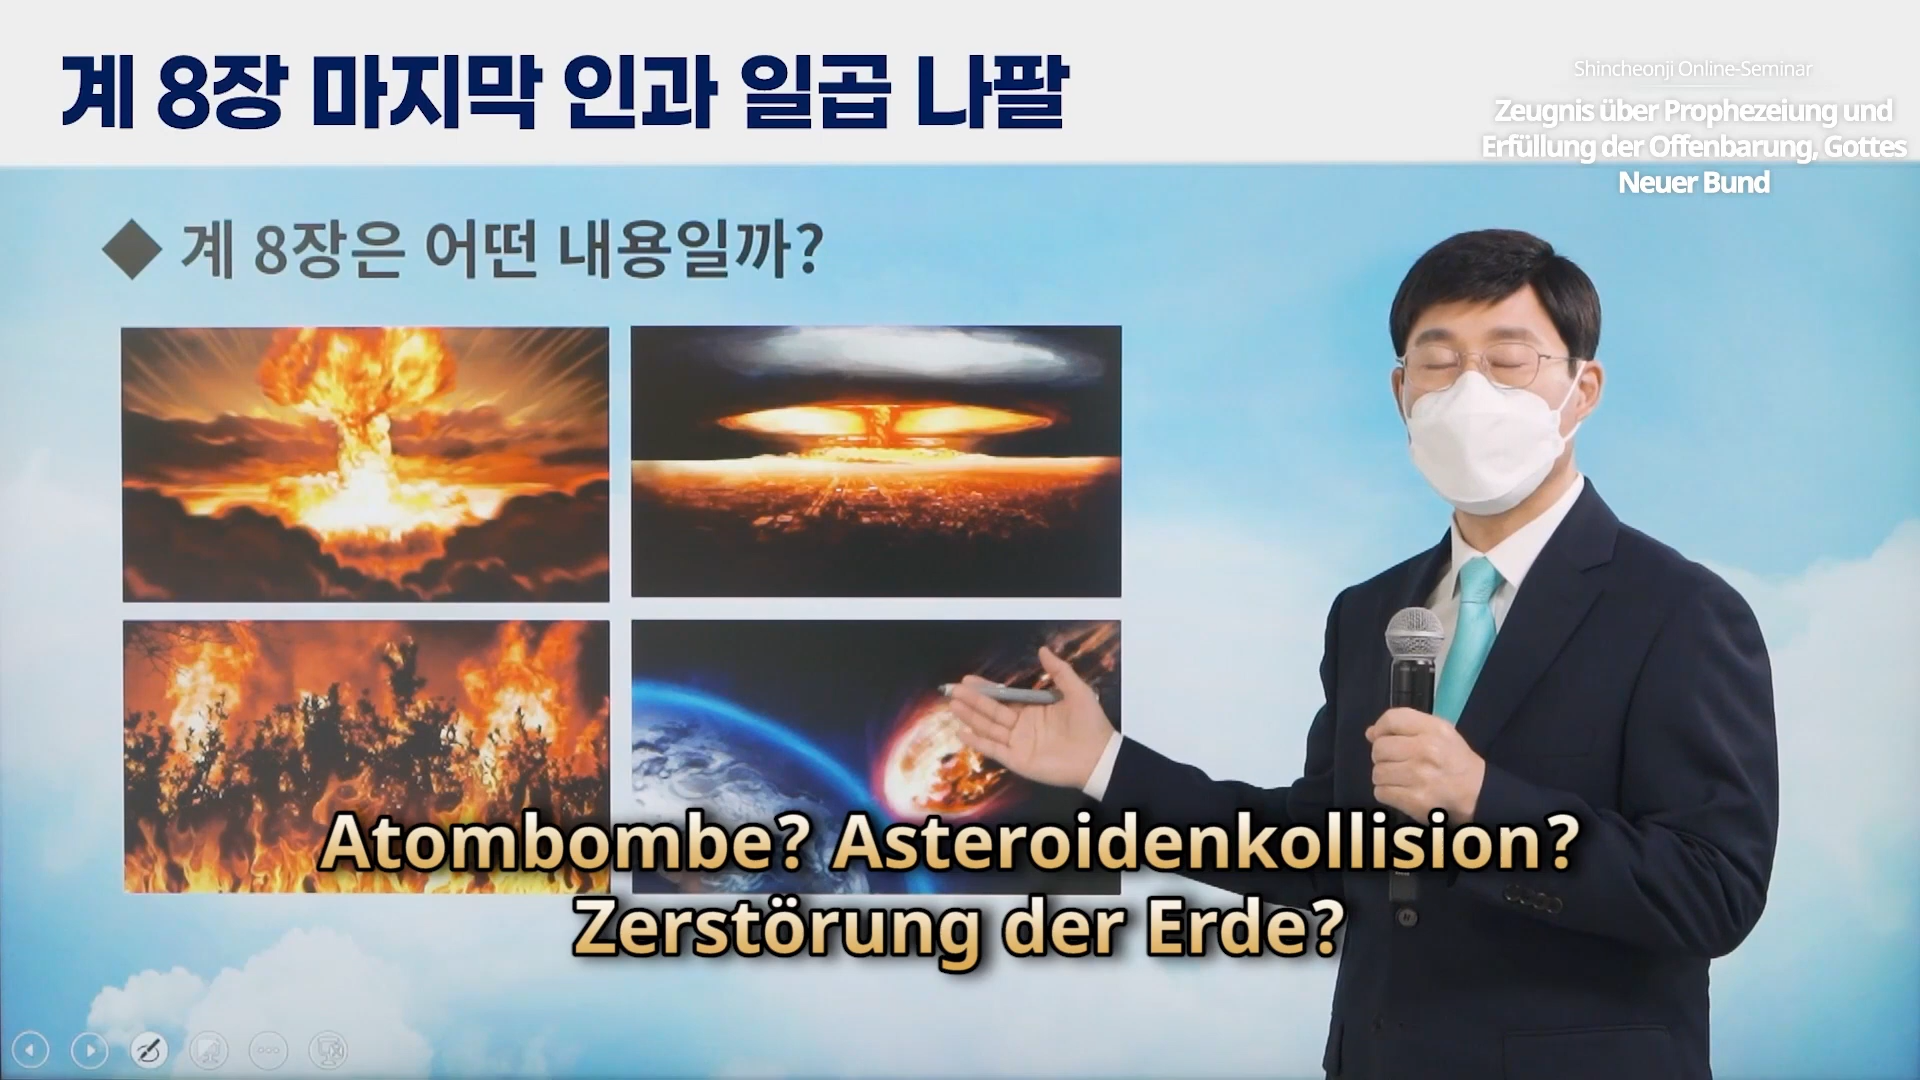 계 8장 마지막 인과 일곱 나팔
Shincheonji Online-Seminar
Zeugnis über Prophezeiung und
Erfüllung der Offenbarung, Gottes
Neuer Bund
◆ 계 8장은 어떤 내용일까?
Atombombe? Asteroidenkollision?
Zerstörung der Erde?